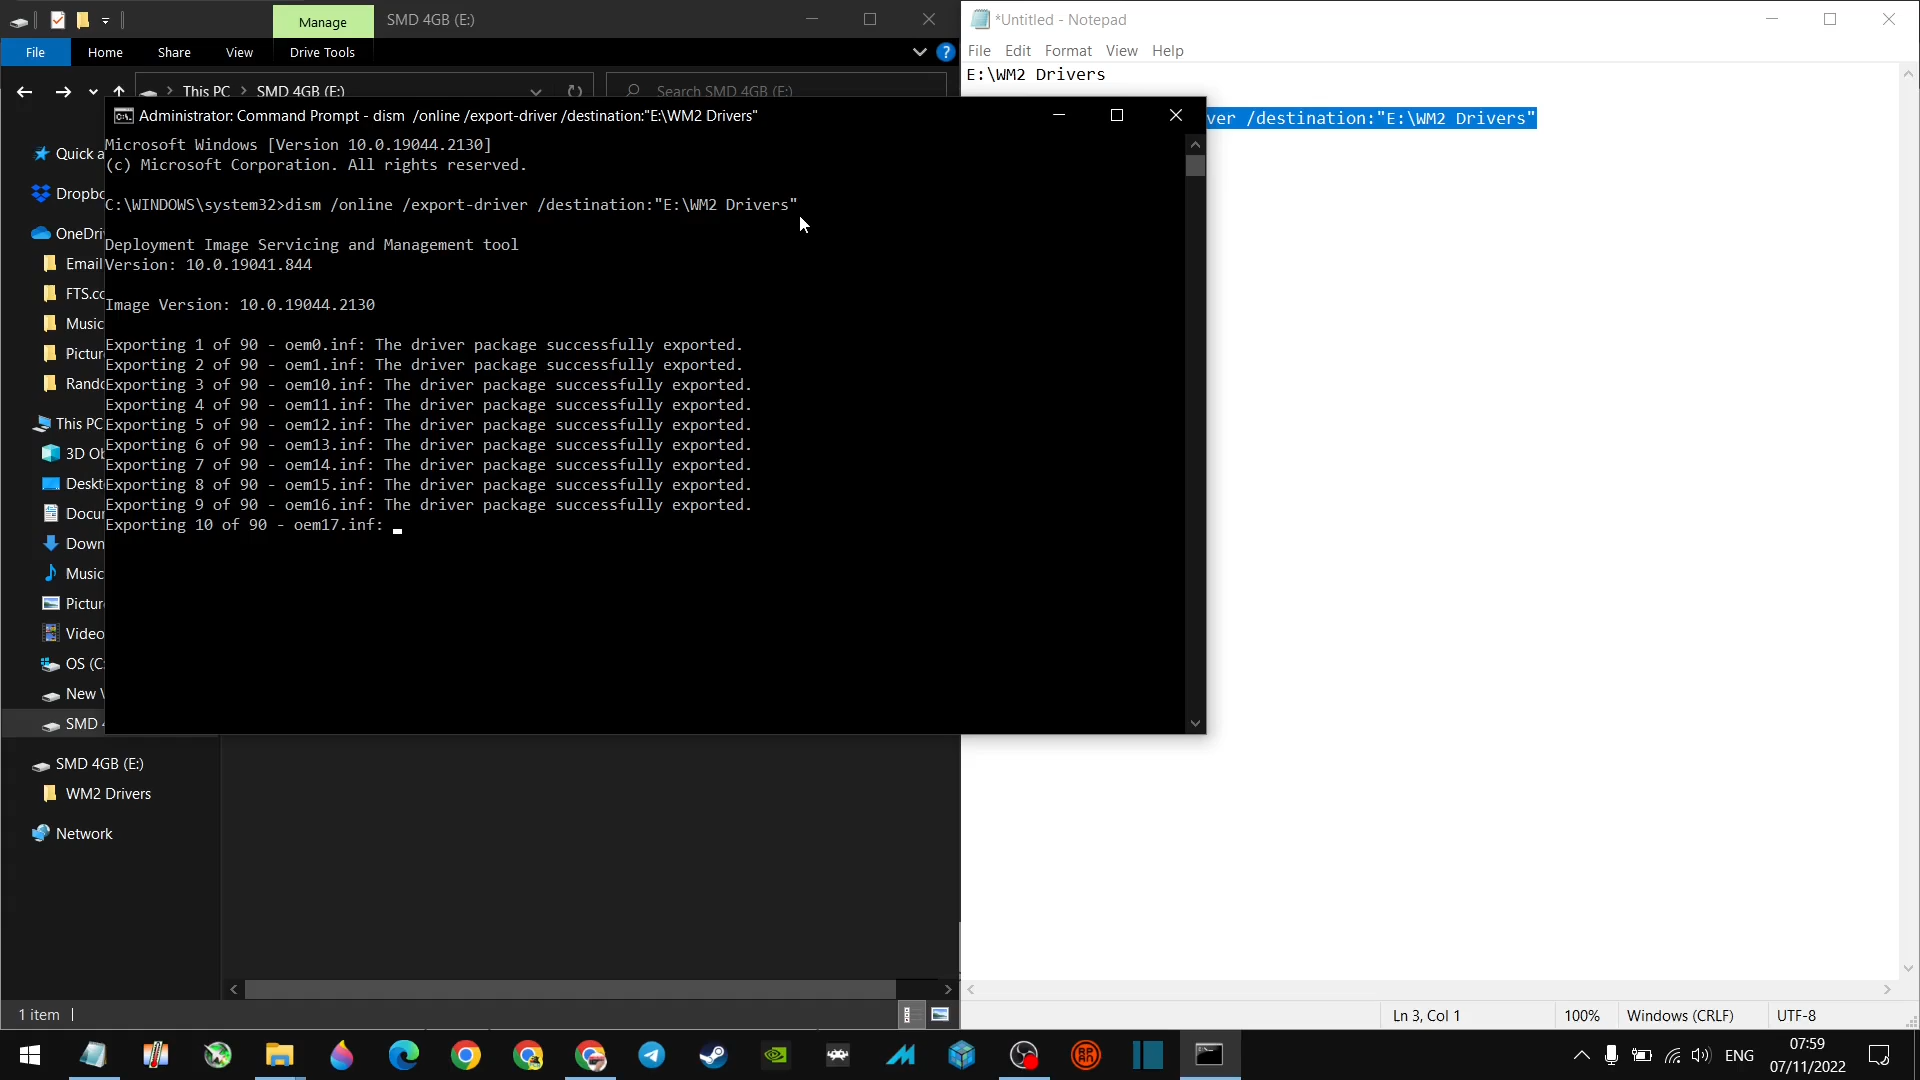 Manage
SMD 4GB (E:)
File
Home
Share
View
Drive Tools
This PC
SMD 4GB (E:)
Search SMD 4GB (E:)
*Untitled - Notepad
File Edit Format View Help
E:\WM2 Drivers
ver /destination:"E:\WM2 Drivers"
Administrator: Command Prompt - dism /online /export-driver /destination:"E:\WM2 Drivers"
Microsoft Windows [Version 10.0.19044.2130]
(c) Microsoft Corporation. All rights reserved.
C:\WINDOWS\system32>dism /online /export-driver /destination:"E:\WM2 Drivers"
Deployment Image Servicing and Management tool
Version: 10.0.19041.844
Image Version: 10.0.19044.2130
Exporting 1 of 90 - oem0.inf: The driver package successfully exported.
Exporting 2 of 90 - oem1.inf: The driver package successfully exported.
Exporting 3 of 90 - oem10.inf: The driver package successfully exported.
Exporting 4 of 90 - oem11.inf: The driver package successfully exported.
Exporting 5 of 90 - oem12.inf: The driver package successfully exported.
Exporting 6 of 90 - oem13.inf: The driver package successfully exported.
Exporting 7 of 90 - oem14.inf: The driver package successfully exported.
Exporting 8 of 90 - oem15.inf: The driver package successfully exported.
Exporting 9 of 90 - oem16.inf: The driver package successfully exported.
Exporting 10 of 90 - oem17.inf:
Quick a
Dropbo
OneDri
Email
FTS.co
Music
Pictur
Rando
This PC
3D Ob
Deskt
Docur
Down
Music
Pictur
Video
OS (C:
New V
SMD 4
SMD 4GB (E:)
WM2 Drivers
Network
1 item
Ln 3, Col 1
100%
Windows (CRLF)
UTF-8
ENG
07:59
07/11/2022